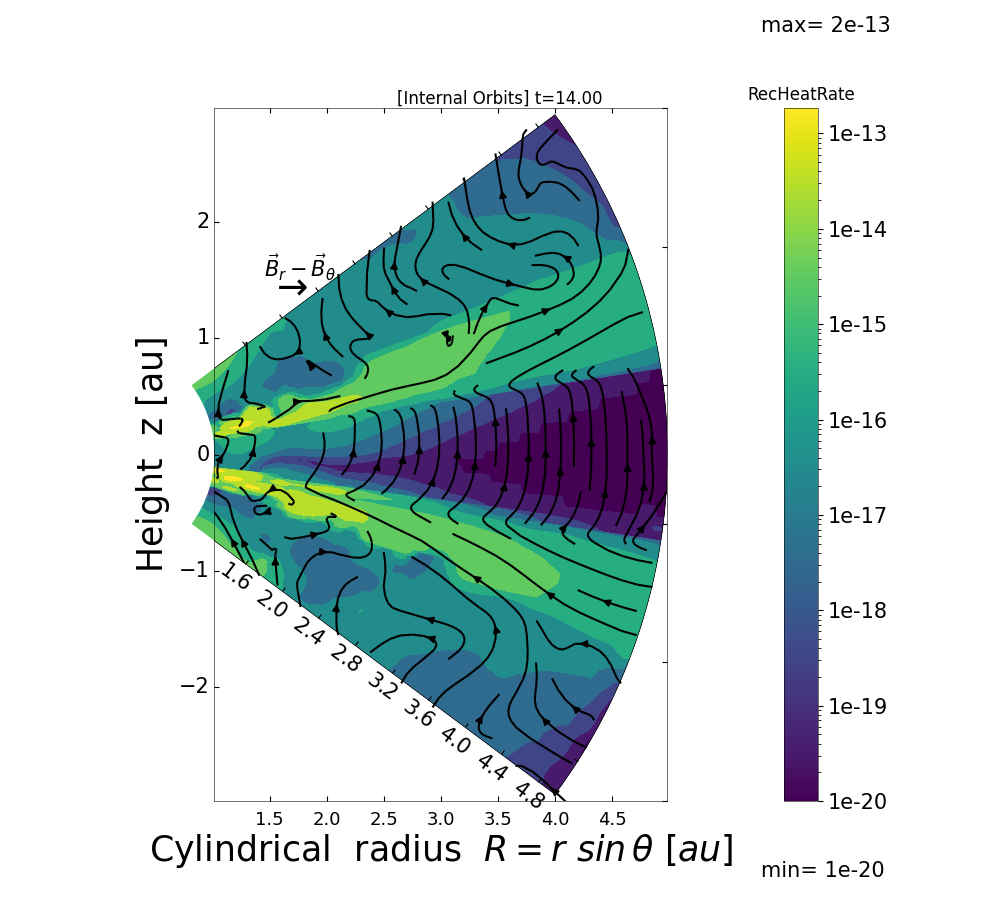 max= 2e-13
[Internal Orbits] t=14.00
RecHeatRate
1e-13
1e-14
1e-15
1e-16
1e-17
1e-18
1e-19
1e-20
2
1
0
−1
−2
Height z [au]
B⃗r − B⃗θ
→
1.6
2.0
2.4
2.8
3.2
3.6
4.0
4.4
4.8
1.5 2.0 2.5 3.0 3.5 4.0 4.5
Cylindrical radius R = r sin θ [au]
min= 1e-20